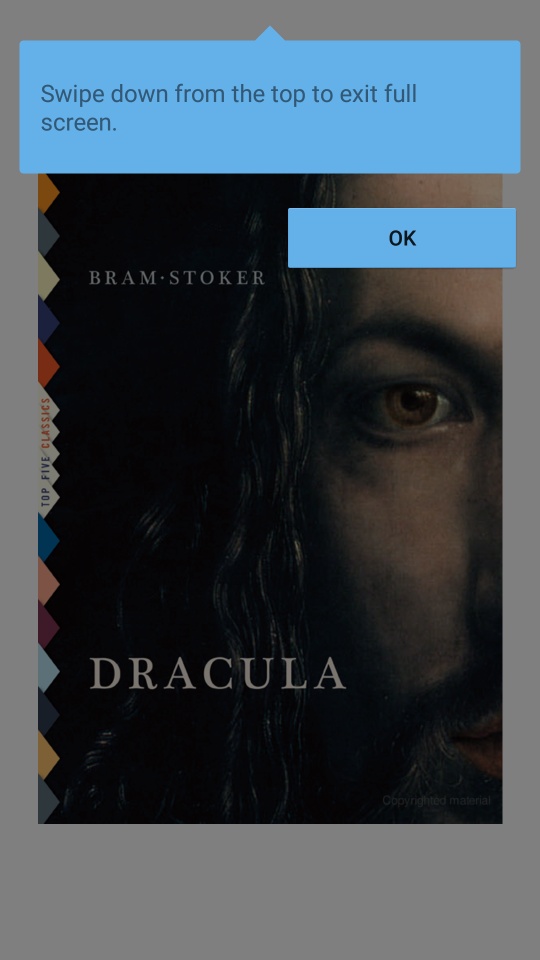 Swipe down from the top to exit full
screen.
OK
BRAM·STOKER
TOP FIVE CLASSICS
DRACULA
Copyrighted material